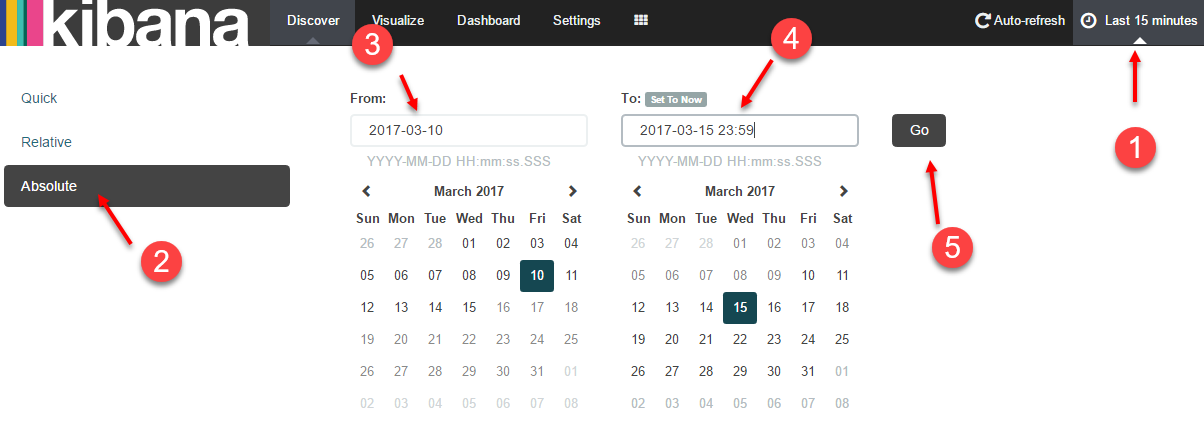 kibana Discover Visualize Dashboard Settings Auto-refresh Last 15 minutes
3 4 1
Quick
Relative
Absolute
2
From: To: Set To Now
2017-03-10 2017-03-15 23:59 Go
YYYY-MM-DD HH:mm:ss.SSS YYYY-MM-DD HH:mm:ss.SSS
March 2017 March 2017
Sun Mon Tue Wed Thu Fri Sat Sun Mon Tue Wed Thu Fri Sat
26 27 28 01 02 03 04 26 27 28 01 02 03 04
05 06 07 08 09 10 11 05 06 07 08 09 10 11
12 13 14 15 16 17 18 12 13 14 15 16 17 18
19 20 21 22 23 24 25 19 20 21 22 23 24 25
26 27 28 29 30 31 01 26 27 28 29 30 31 01
02 03 04 05 06 07 08 02 03 04 05 06 07 08
5